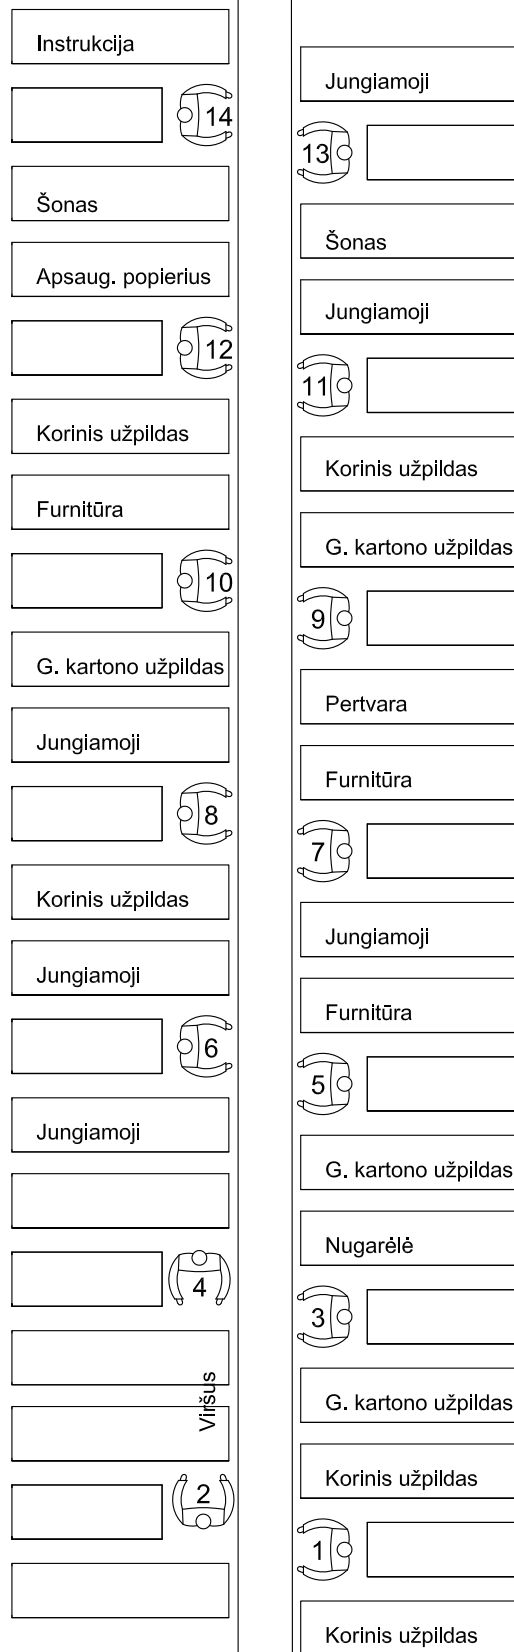 Instrukcija
14
Šonas
Apsaug. popierius
12
Korinis užpildas
Furnitūra
10
G. kartono užpildas
Jungiamoji
8
Korinis užpildas
Jungiamoji
6
Jungiamoji
4
Viršus
2
Jungiamoji
13
Šonas
Jungiamoji
11
Korinis užpildas
G. kartono užpildas
9
Pertvara
Furnitūra
7
Jungiamoji
Furnitūra
5
G. kartono užpildas
Nugarėlė
3
G. kartono užpildas
Korinis užpildas
1
Korinis užpildas